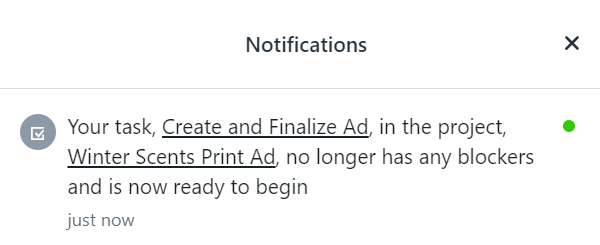 Notifications
Your task, Create and Finalize Ad, in the project,
Winter Scents Print Ad, no longer has any blockers
and is now ready to begin
just now